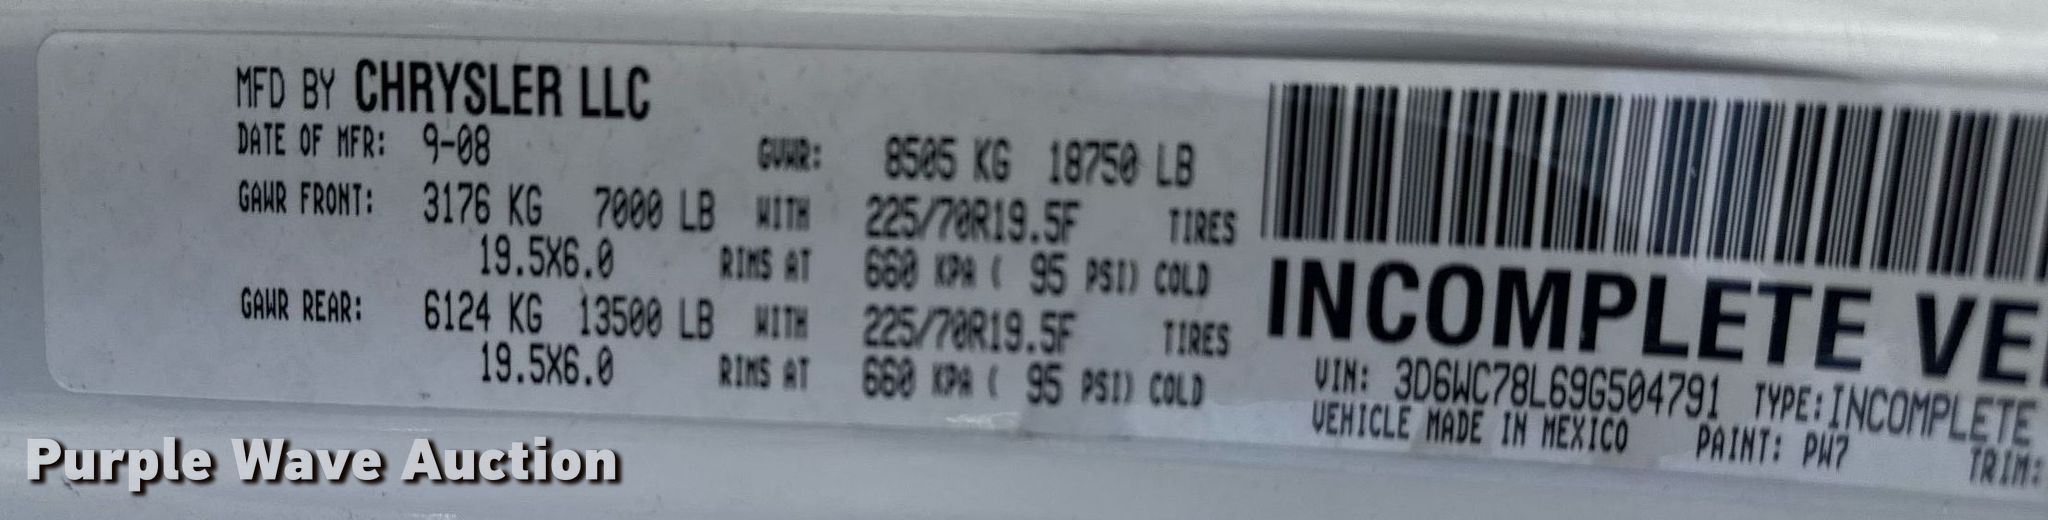 MFD BY CHRYSLER LLC
DATE OF MFR: 9-08 GVWR: 8505 KG 18750 LB
GAWR FRONT: 3176 KG 7000 LB WITH 225/70R19.5F TIRES
19.5X6.0 RIMS AT 660 KPA ( 95 PSI) COLD
GAWR REAR: 6124 KG 13500 LB WITH 225/70R19.5F TIRES
19.5X6.0 RIMS AT 660 KPA ( 95 PSI) COLD
INCOMPLETE VE
VIN: 3D6WC78L69G504791 TYPE:INCOMPLETE
VEHICLE MADE IN MEXICO PAINT: PW7
TRIM:
Purple Wave Auction